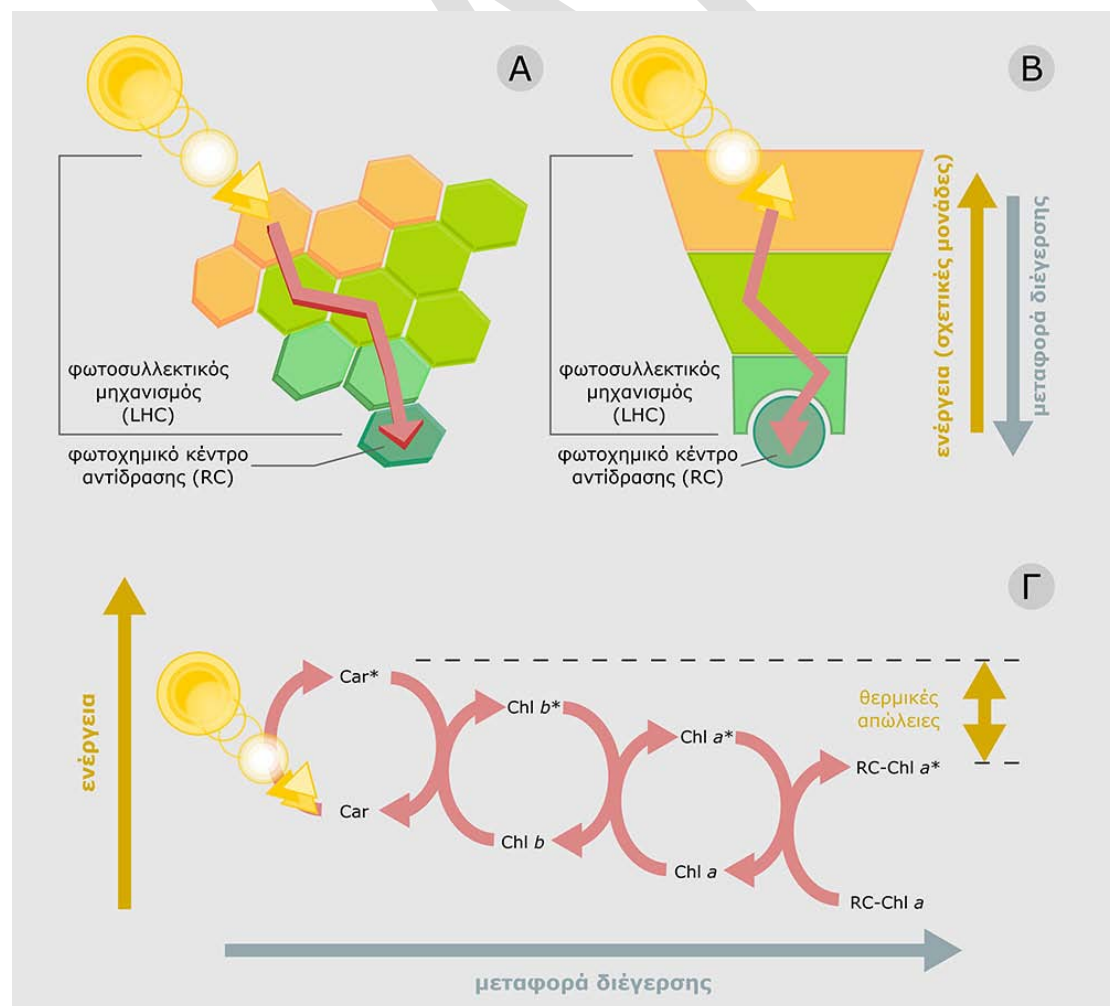 Α
Β
φωτοσυλλεκτικός
μηχανισμός
(LHC)
φωτοχημικό κέντρο
αντίδρασης (RC)
φωτοσυλλεκτικός
μηχανισμός
(LHC)
φωτοχημικό κέντρο
αντίδρασης (RC)
ενέργεια (σχετικές μονάδες)
μεταφορά διέγερσης
Γ
ενέργεια
Car*
Chl b*
Chl a*
RC-Chl a*
θερμικές
απώλειες
Car
Chl b
Chl a
RC-Chl a
μεταφορά διέγερσης